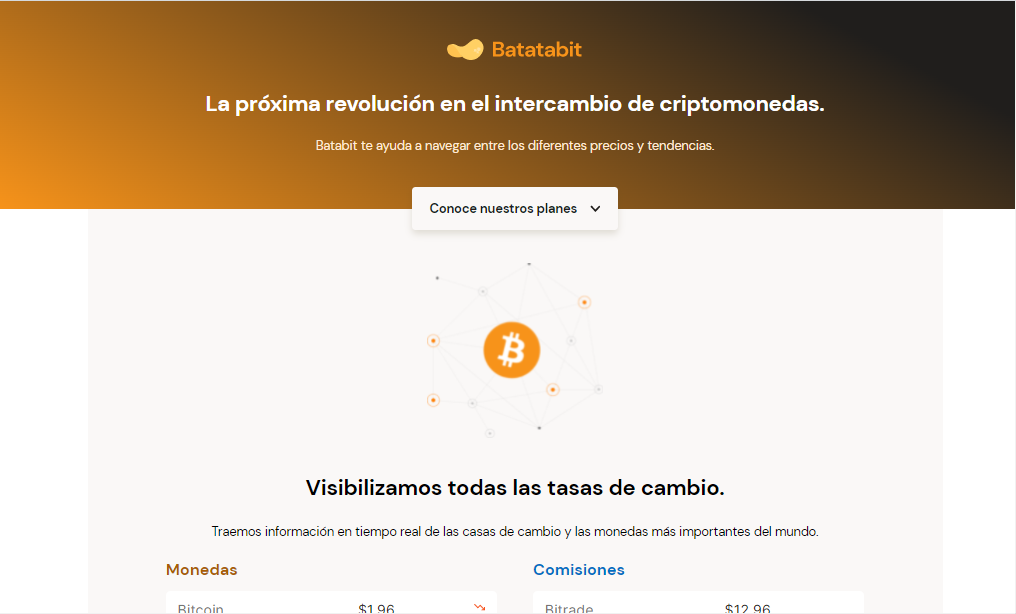 Batatabit
La próxima revolución en el intercambio de criptomonedas.
Batabit te ayuda a navegar entre los diferentes precios y tendencias.
Conoce nuestros planes
Visibilizamos todas las tasas de cambio.
Traemos información en tiempo real de las casas de cambio y las monedas más importantes del mundo.
Monedas
Comisiones
Bitcoin $1.96
Bitrade $12.96